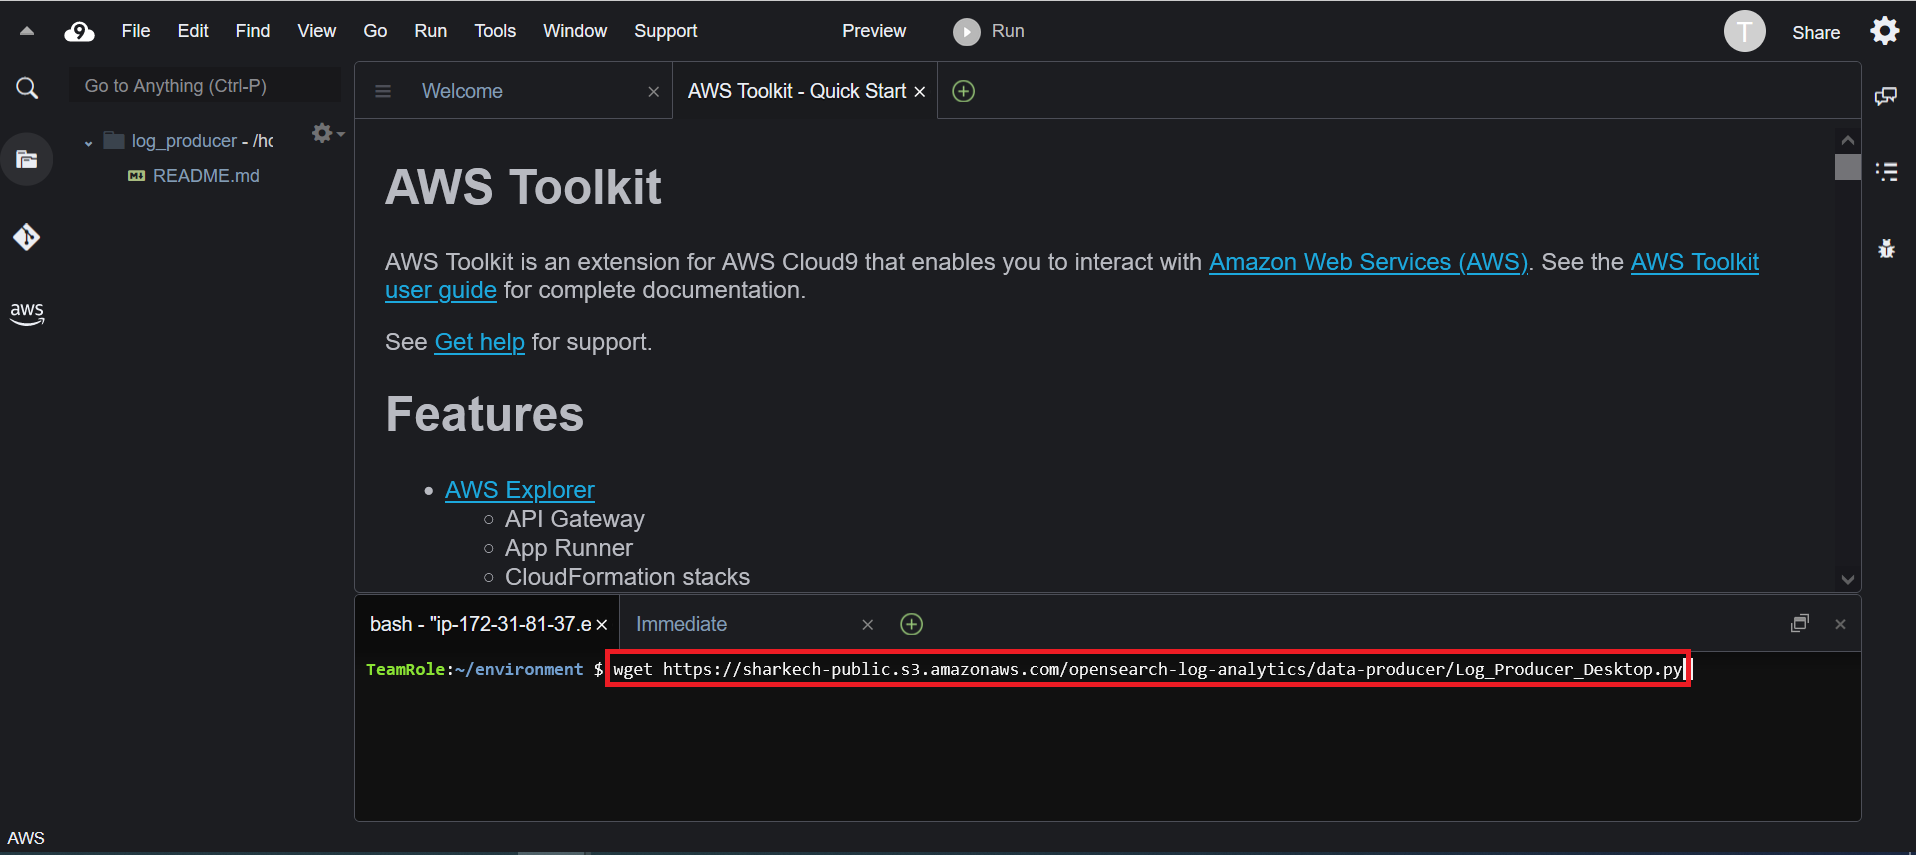 9 File Edit Find View Go Run Tools Window Support Preview Run T Share
Go to Anything (Ctrl-P)
Welcome AWS Toolkit - Quick Start
log_producer - /hc
README.md
aws
AWS Toolkit
AWS Toolkit is an extension for AWS Cloud9 that enables you to interact with Amazon Web Services (AWS). See the AWS Toolkit
user guide for complete documentation.
See Get help for support.
Features
AWS Explorer
API Gateway
App Runner
CloudFormation stacks
bash - "ip-172-31-81-37.e Immediate
TeamRole:~/environment $ wget https://sharkech-public.s3.amazonaws.com/opensearch-log-analytics/data-producer/Log_Producer_Desktop.py
AWS